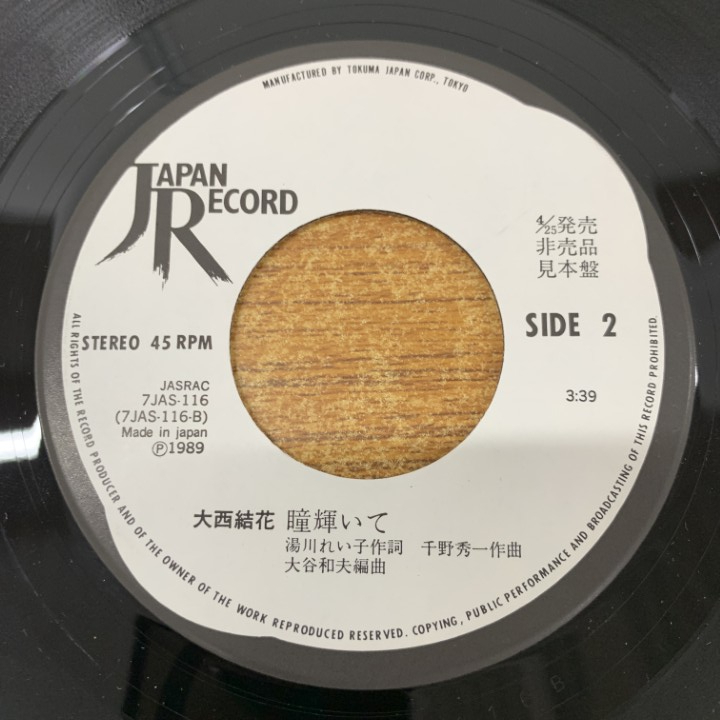 MANUFACTURED BY TOKUMA JAPAN CORP., TOKYO
JAPAN
RECORD
4/25発売
非売品
見本盤
STEREO 45 RPM
SIDE 2
JASRAC
7JAS-116
(7JAS-116-B)
Made in japan
Ⓟ1989
3:39
大西結花 瞳輝いて
湯川れい子作詞 千野秀一作曲
大谷和夫編曲
ALL RIGHTS OF THE RECORD PRODUCER AND OF THE OWNER OF THE WORK REPRODUCED RESERVED. COPYING, PUBLIC PERFORMANCE AND BROADCASTING OF THIS RECORD PROHIBITED.